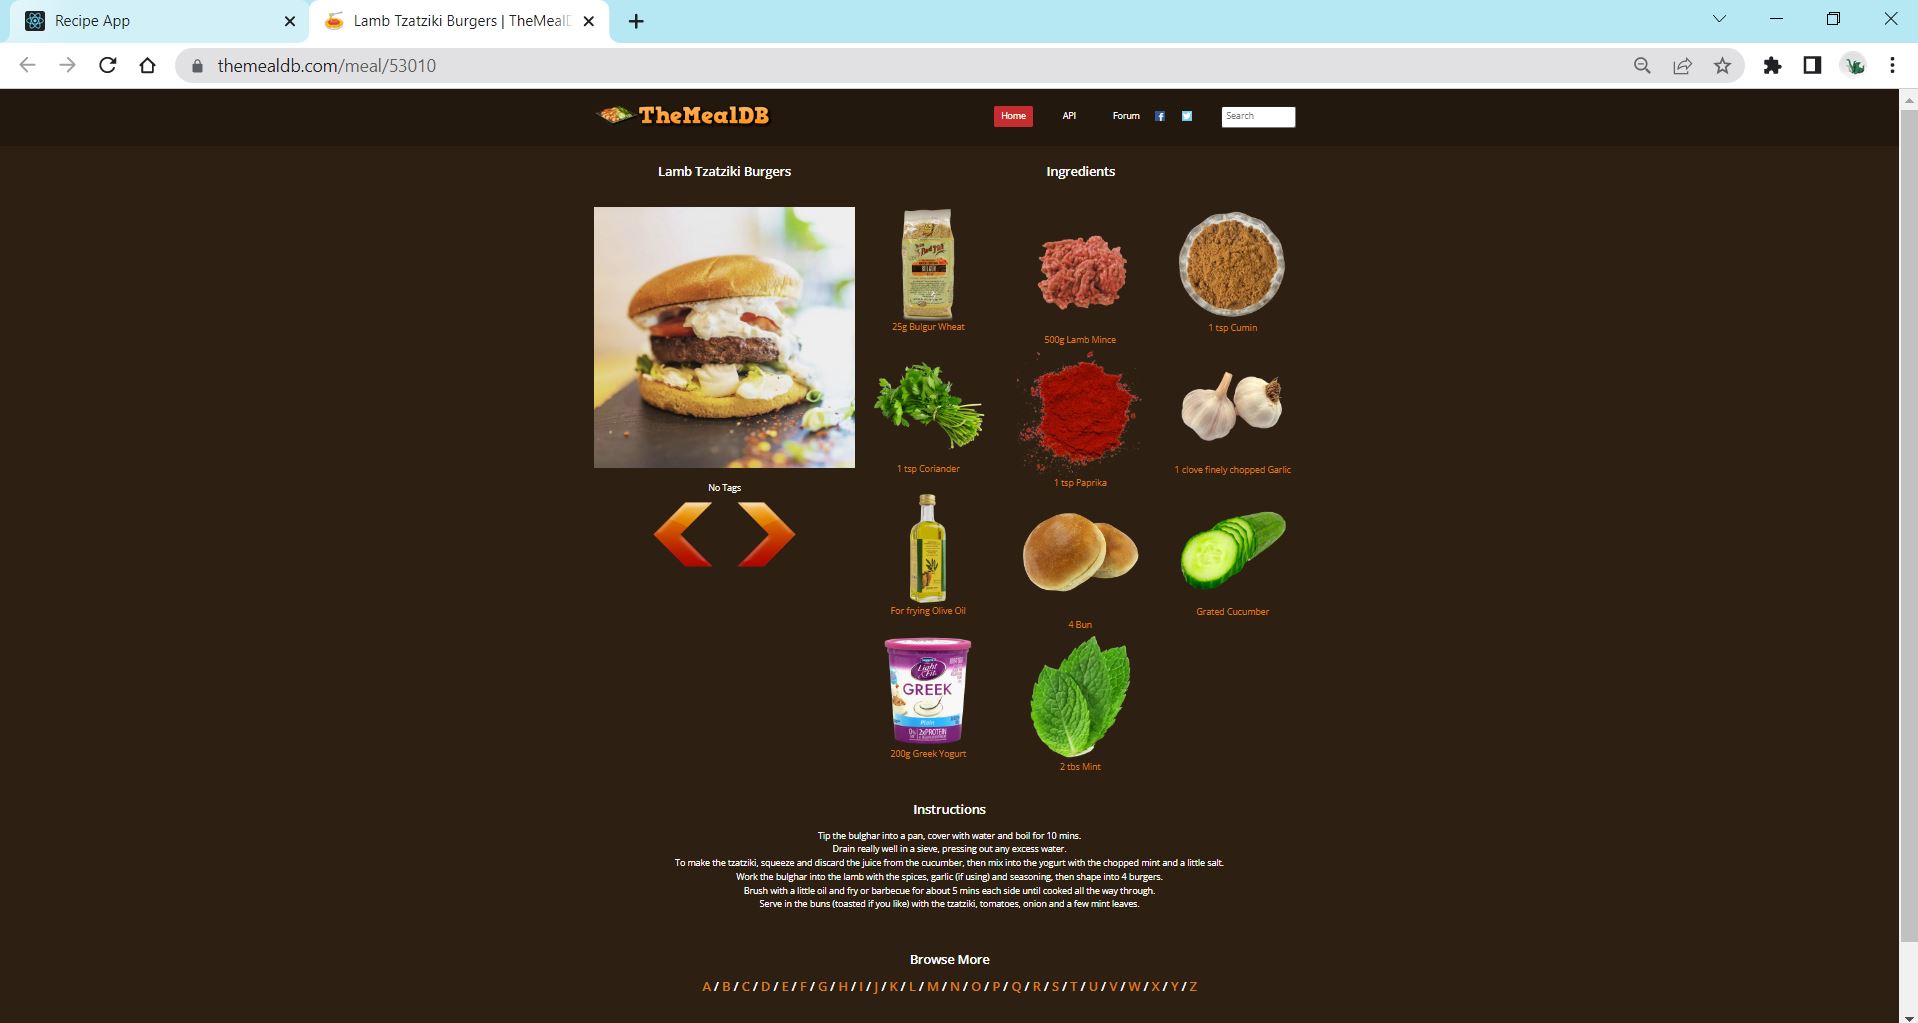 Recipe App
Lamb Tzatziki Burgers | TheMealD
themealdb.com/meal/53010
TheMealDB
Home
API
Forum
Search
Lamb Tzatziki Burgers
Ingredients
25g Bulgur Wheat
500g Lamb Mince
1 tsp Cumin
1 tsp Coriander
1 tsp Paprika
1 clove finely chopped Garlic
No Tags
For frying Olive Oil
4 Bun
Grated Cucumber
Light
& Fit
GREEK
Plain
2xPROTEIN
200g Greek Yogurt
2 tbs Mint
Instructions
Tip the bulghar into a pan, cover with water and boil for 10 mins.
Drain really well in a sieve, pressing out any excess water.
To make the tzatziki, squeeze and discard the juice from the cucumber, then mix into the yogurt with the chopped mint and a little salt.
Work the bulghar into the lamb with the spices, garlic (if using) and seasoning, then shape into 4 burgers.
Brush with a little oil and fry or barbecue for about 5 mins each side until cooked all the way through.
Serve in the buns (toasted if you like) with the tzatziki, tomatoes, onion and a few mint leaves.
Browse More
A / B / C / D / E / F / G / H / I / J / K / L / M / N / O / P / Q / R / S / T / U / V / W / X / Y / Z